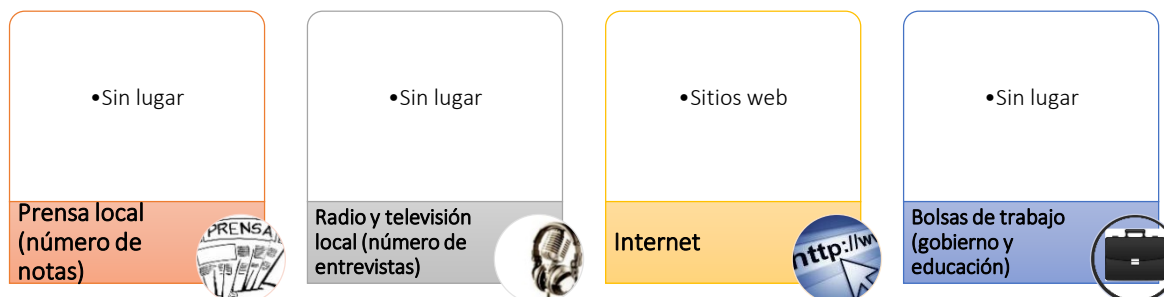 •Sin lugar
Prensa local
(número de
notas)
PRENSA
•Sin lugar
Radio y televisión
local (número de
entrevistas)
•Sitios web
Internet
http://w
•Sin lugar
Bolsas de trabajo
(gobierno y
educación)